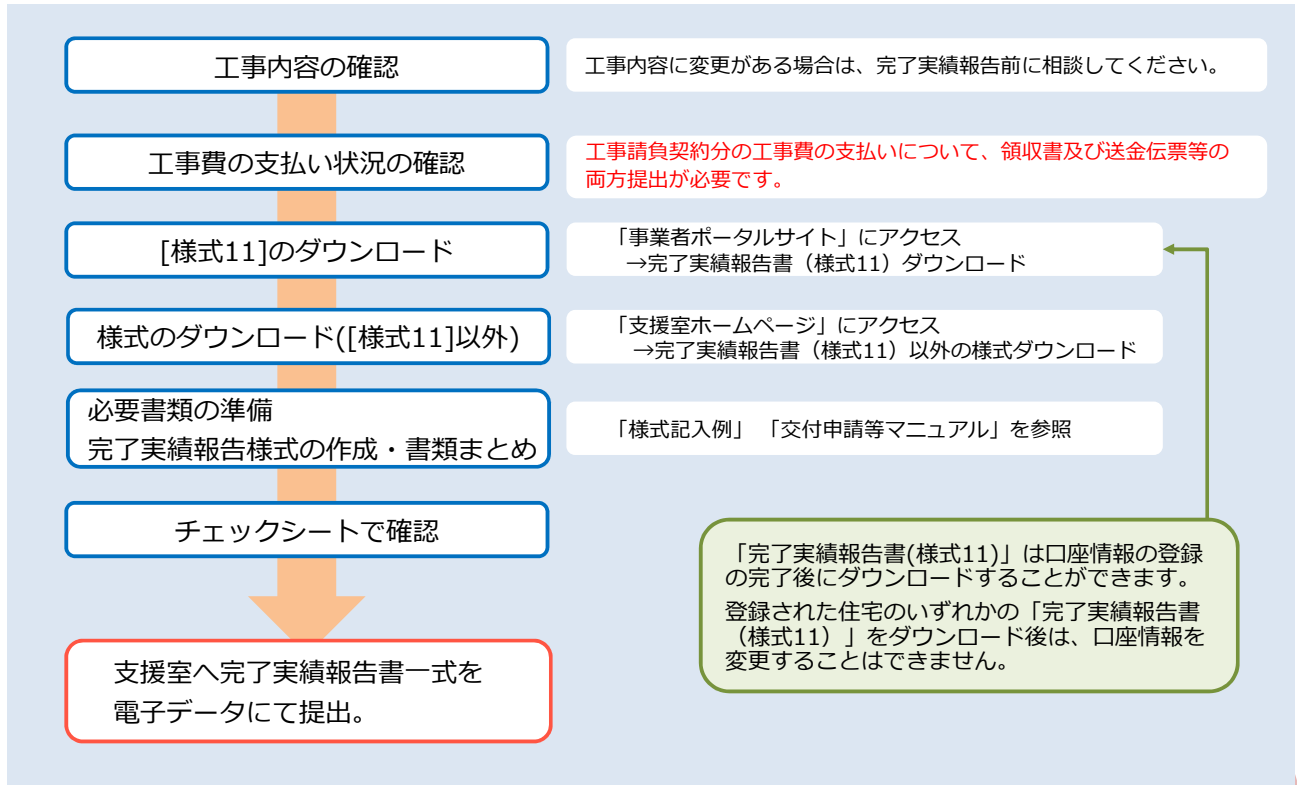 工事内容の確認
工事内容に変更がある場合は、完了実績報告前に相談してください。
工事費の支払い状況の確認
工事請負契約分の工事費の支払いについて、領収書及び送金伝票等の
両方提出が必要です。
[様式11]のダウンロード
「事業者ポータルサイト」にアクセス
→完了実績報告書（様式11）ダウンロード
様式のダウンロード([様式11]以外)
「支援室ホームページ」にアクセス
→完了実績報告書（様式11）以外の様式ダウンロード
必要書類の準備
完了実績報告様式の作成・書類まとめ
「様式記入例」 「交付申請等マニュアル」を参照
チェックシートで確認
「完了実績報告書(様式11)」は口座情報の登録
の完了後にダウンロードすることができます。
登録された住宅のいずれかの「完了実績報告書
（様式11）」をダウンロード後は、口座情報を
変更することはできません。
支援室へ完了実績報告書一式を
電子データにて提出。